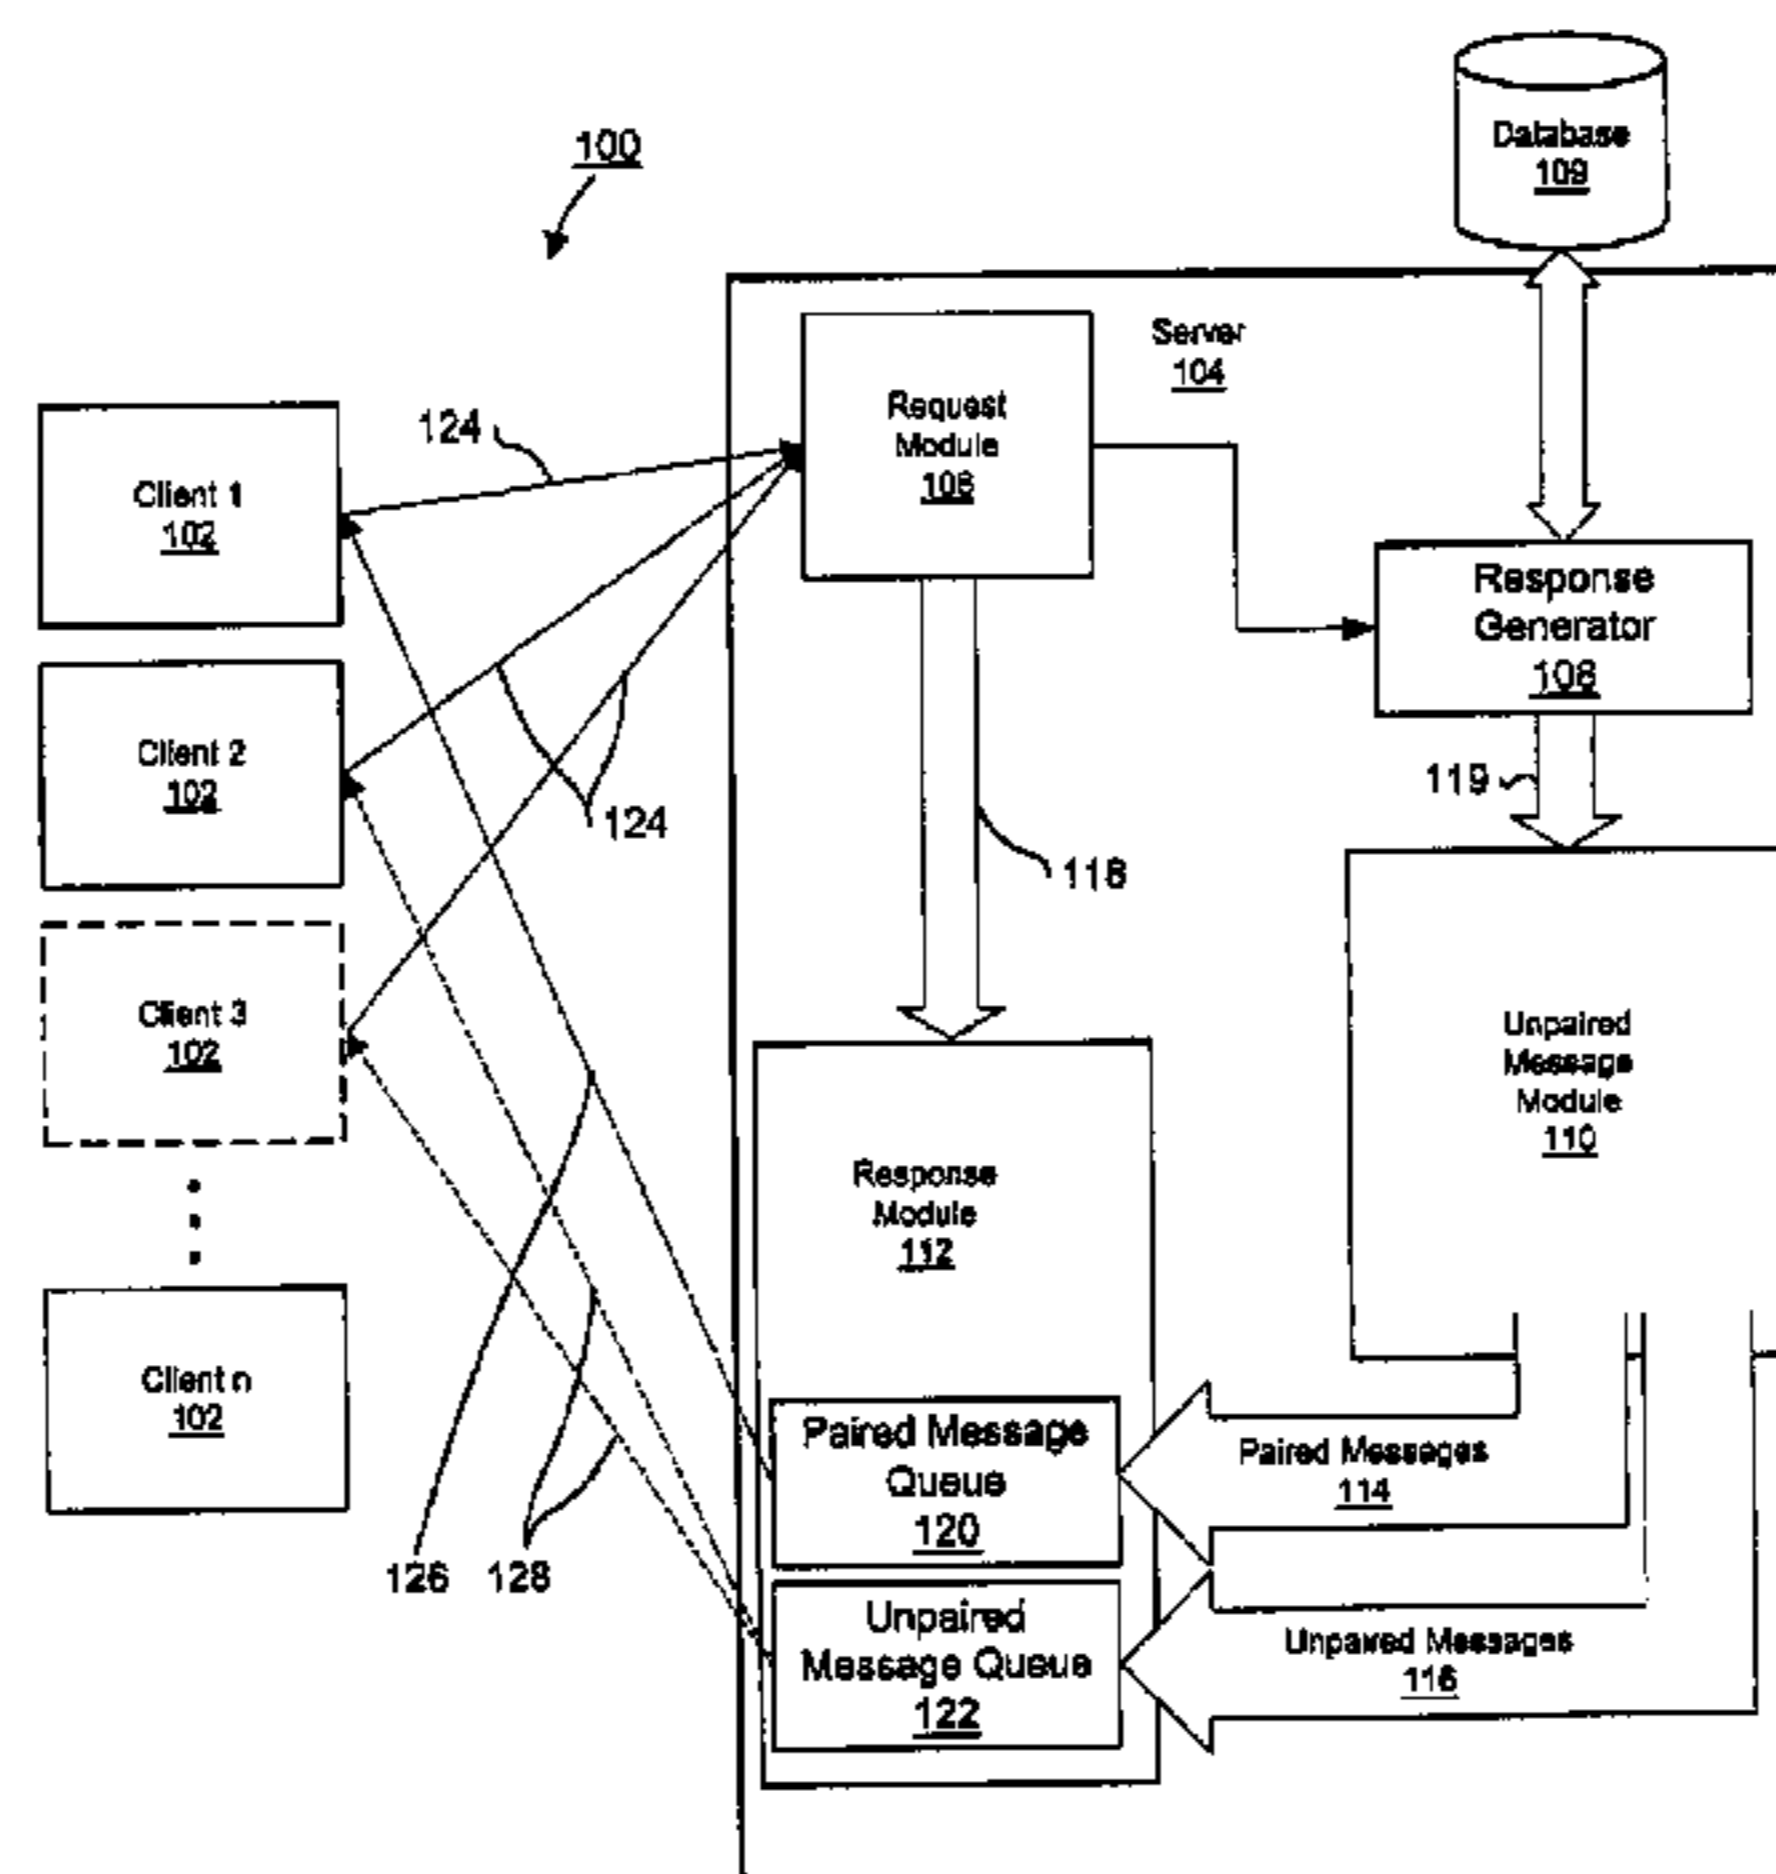 100
Database
109
Server
104
Request
Module
106
124
Client 1
102
Response
Generator
108
Client 2
102
124
119
118
Client 3
102
Unpaired
Message
Module
110
Response
Module
112
Client n
102
Paired Message
Queue
120
Paired Messages
114
126
128
Unpaired
Message Queue
122
Unpaired Messages
116